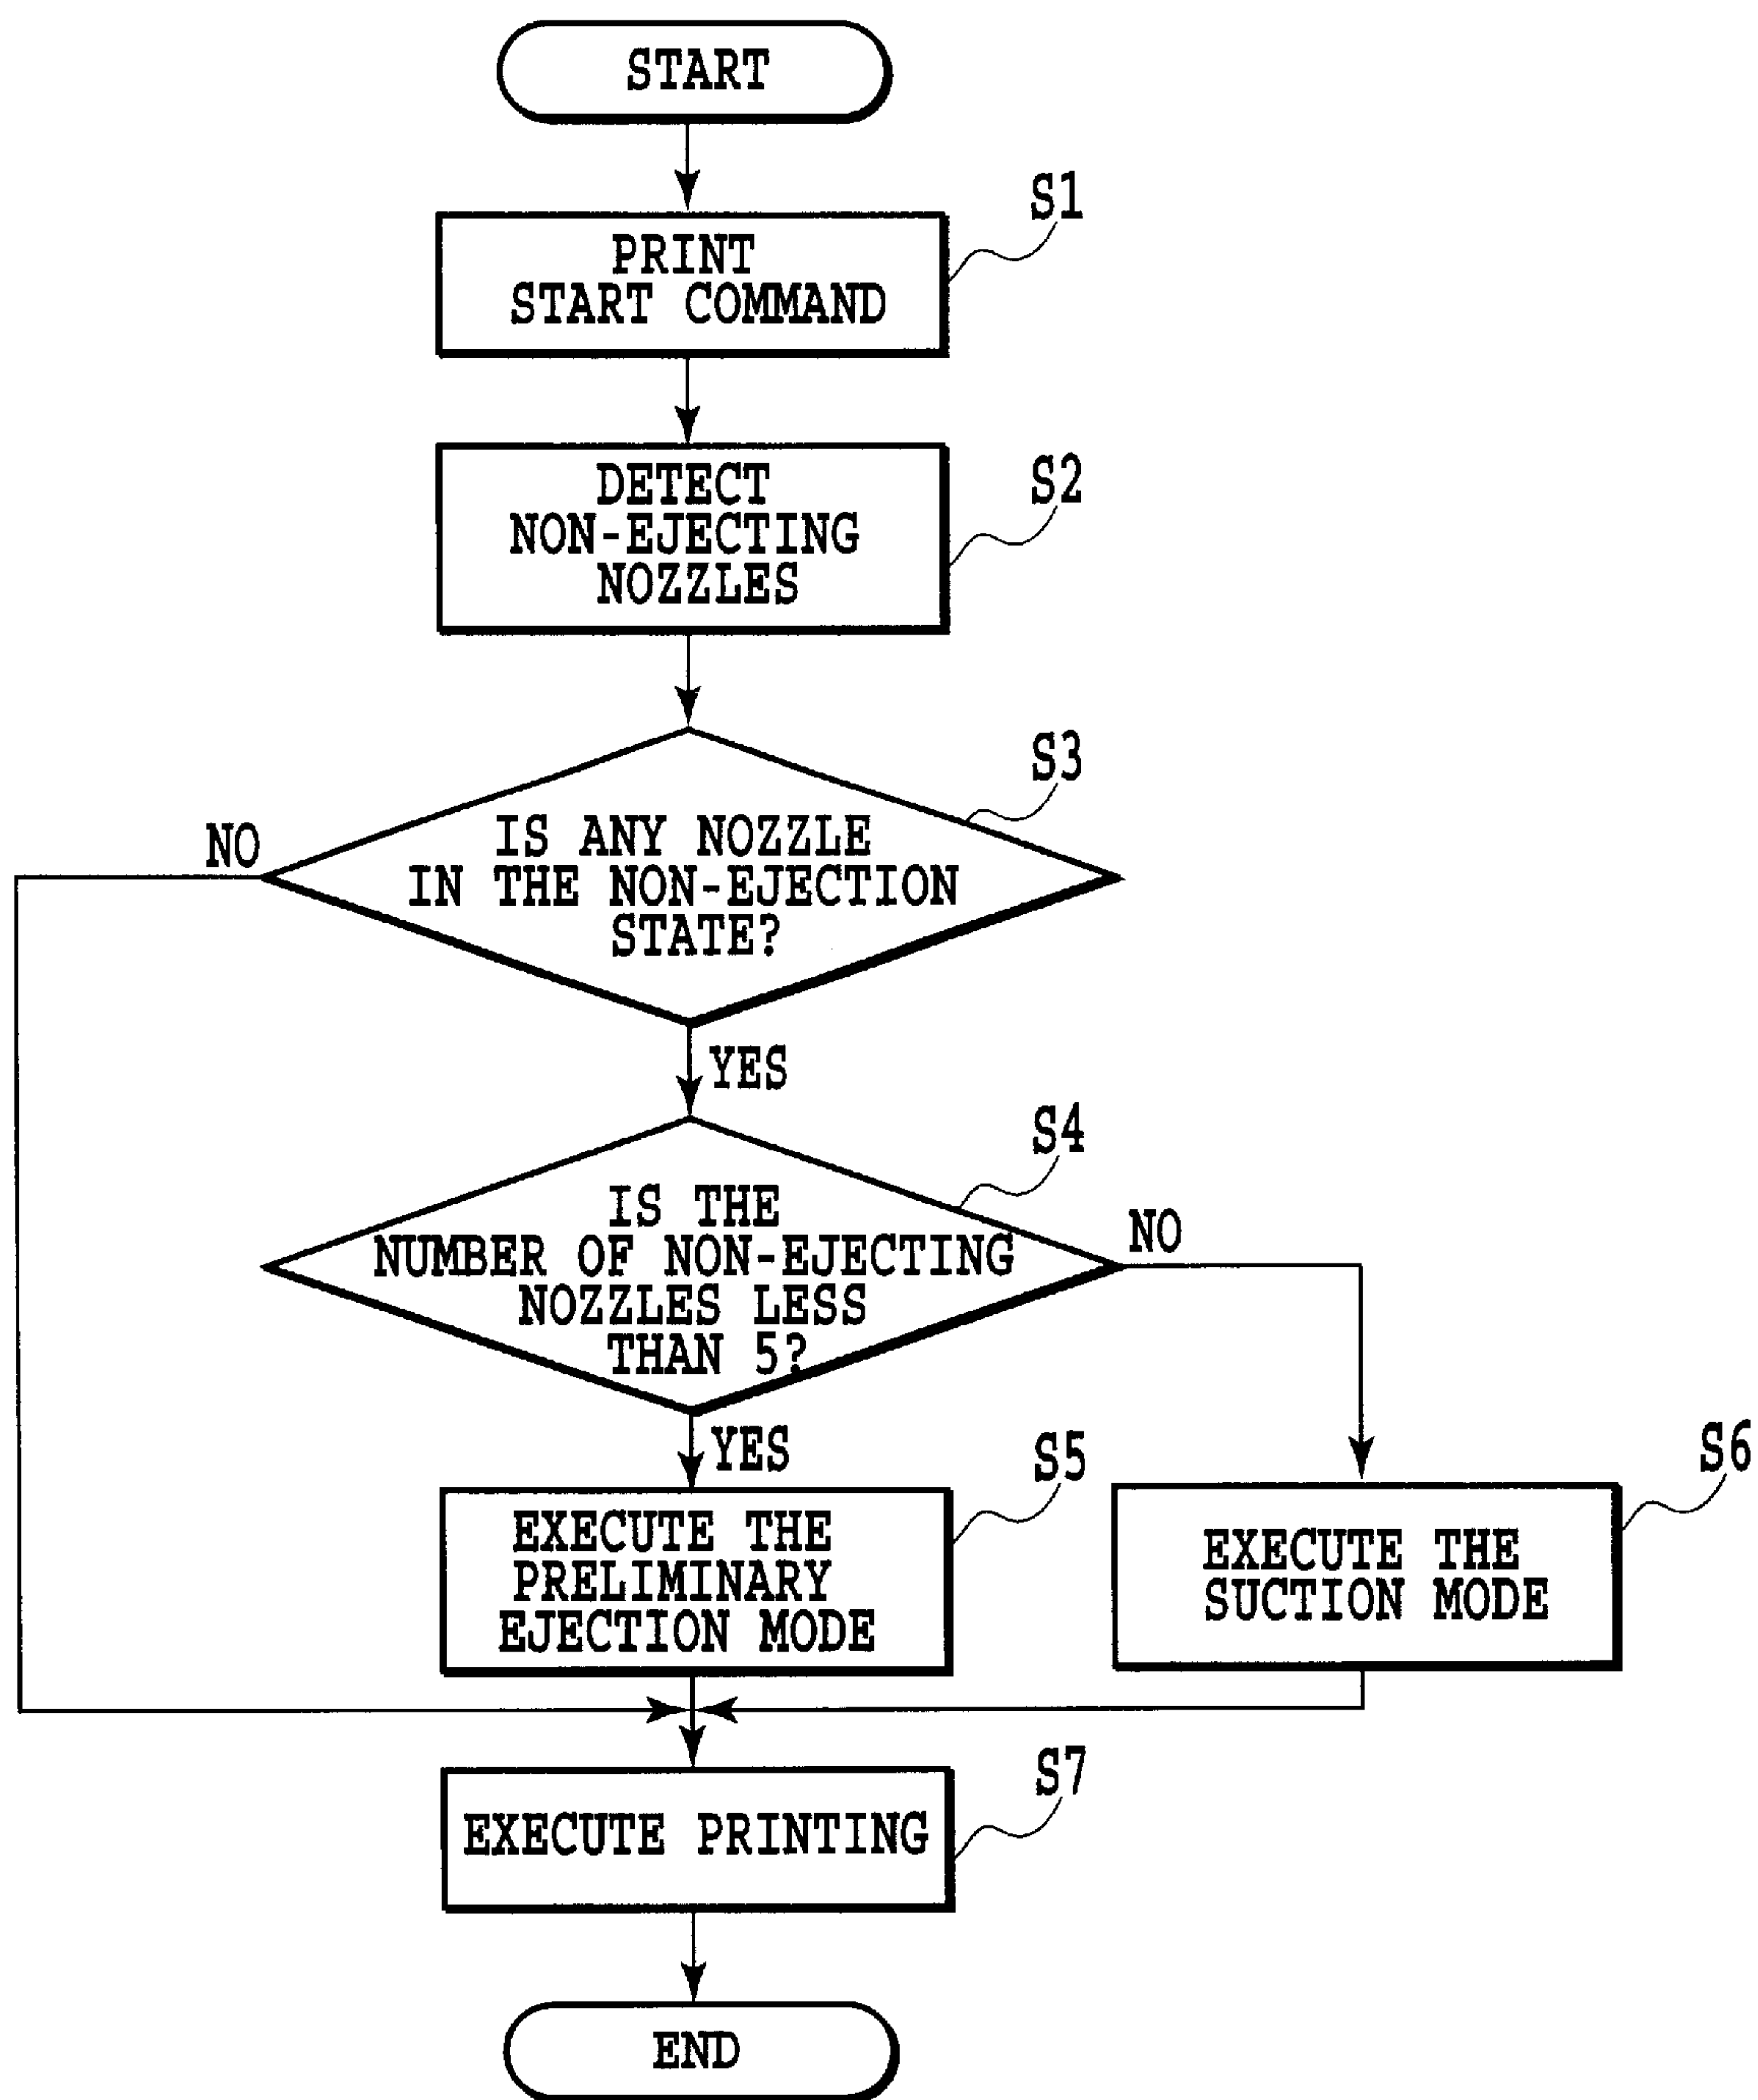 START
S1
PRINT
START COMMAND
S2
DETECT
NON-EJECTING
NOZZLES
S3
NO
IS ANY NOZZLE
IN THE NON-EJECTION
STATE?
YES
S4
IS THE
NUMBER OF NON-EJECTING
NOZZLES LESS
THAN 5?
NO
YES
S5
EXECUTE THE
PRELIMINARY
EJECTION MODE
S6
EXECUTE THE
SUCTION MODE
S7
EXECUTE PRINTING
END